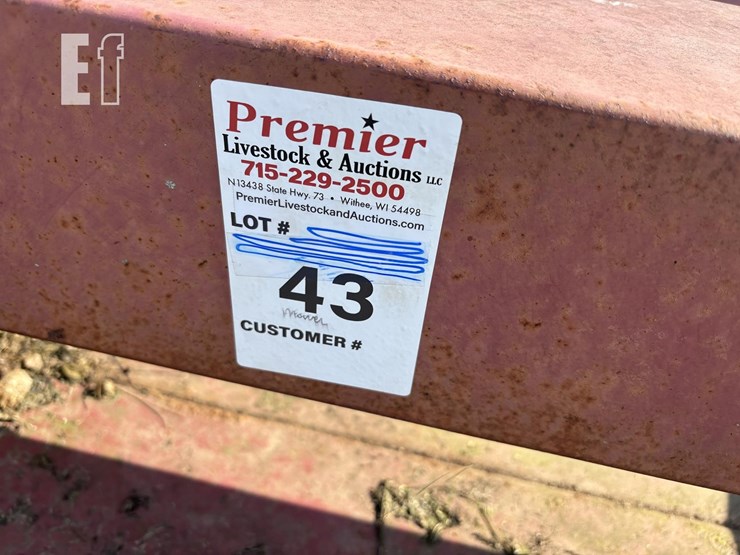 Ef
Premier
Livestock & Auctions LLC
715-229-2500
N13438 State Hwy. 73 • Withee, WI 54498
PremierLivestockandAuctions.com
LOT #
43
mower
CUSTOMER #